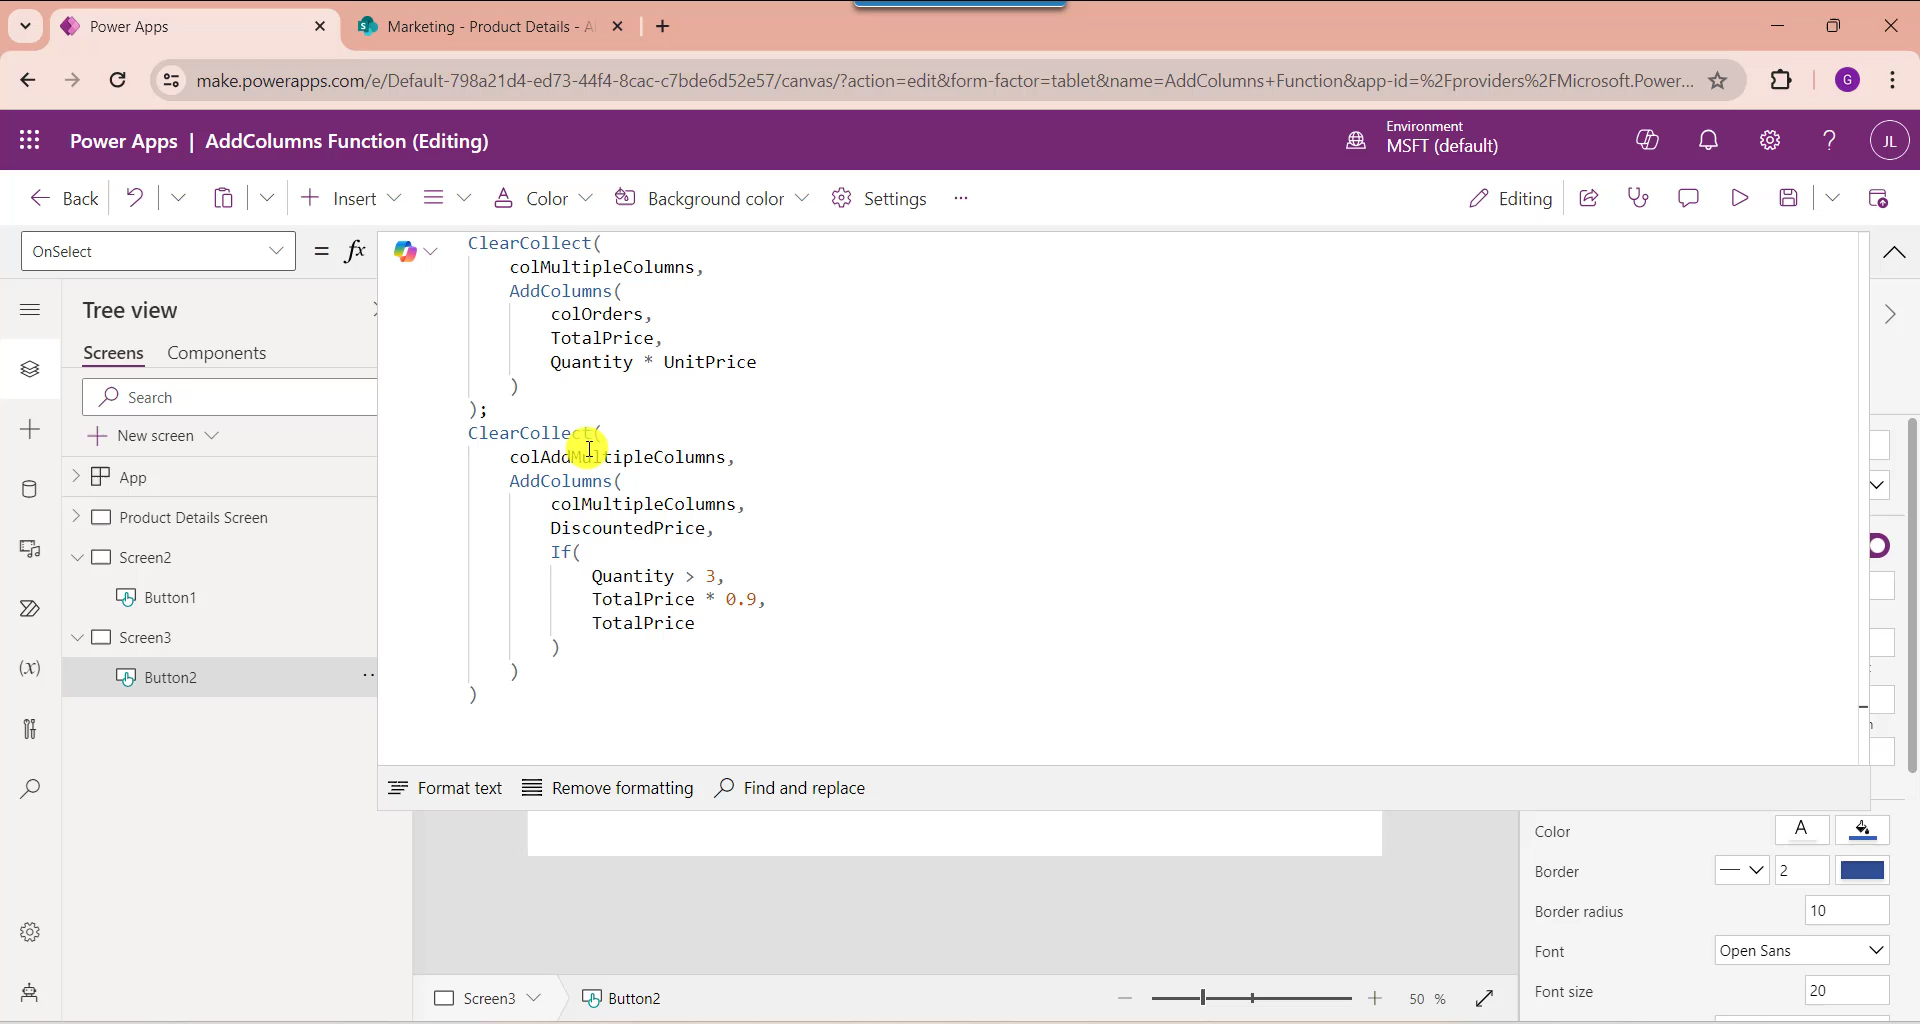 Power Apps
Marketing - Product Details - Al
make.powerapps.com/e/Default-798a21d4-ed73-44f4-8cac-c7bde6d52e57/canvas/?action=edit&form-factor=tablet&name=AddColumns+Function&app-id=%2Fproviders%2FMicrosoft.Power...
G
Power Apps | AddColumns Function (Editing)
Environment
MSFT (default)
?
JL
Back
Insert
Color
Background color
Settings
...
Editing
OnSelect
= fx
ClearCollect(
colMultipleColumns,
AddColumns(
colOrders,
TotalPrice,
Quantity * UnitPrice
)
);
ClearCollect(
colAddMultipleColumns,
AddColumns(
colMultipleColumns,
DiscountedPrice,
If(
Quantity > 3,
TotalPrice * 0.9,
TotalPrice
)
)
)
Tree view
Screens
Components
Search
New screen
App
Product Details Screen
Screen2
Button1
Screen3
Button2
(x)
Format text
Remove formatting
Find and replace
Color
A
Border
2
Border radius
10
Font
Open Sans
Font size
20
Screen3
Button2
50 %